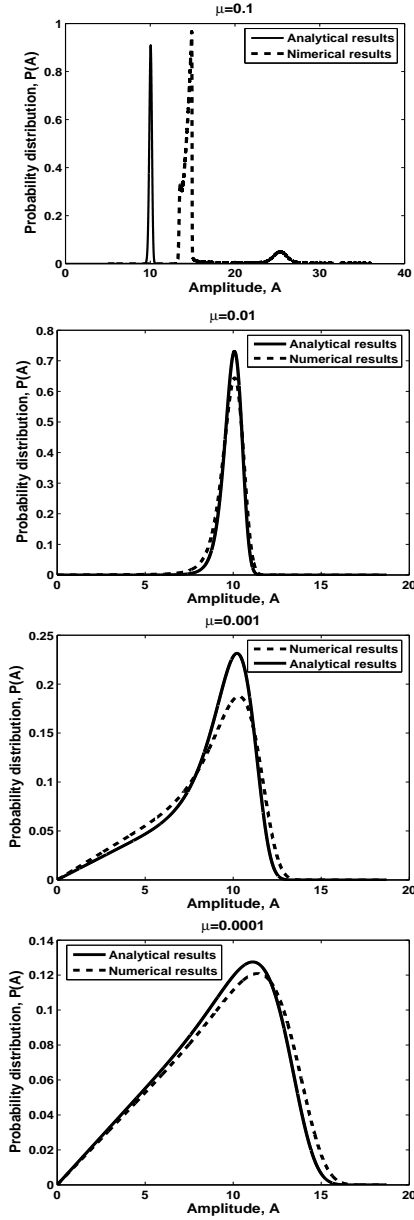 μ=0.1
Analytical results
Nimerical results
Probability distribution, P(A)
1
0.8
0.6
0.4
0.2
0
0 10 20 30 40
Amplitude, A
μ=0.01
Analytical results
Numerical results
Probability distribution, P(A)
0.8
0.7
0.6
0.5
0.4
0.3
0.2
0.1
0
0 5 10 15 20
Amplitude, A
μ=0.001
Numerical results
Analytical results
Probability distribution, P(A)
0.25
0.2
0.15
0.1
0.05
0
0 5 10 15 20
Amplitude, A
μ=0.0001
Analytical results
Numerical results
Probability distribution, P(A)
0.14
0.12
0.1
0.08
0.06
0.04
0.02
0
0 5 10 15 20
Amplitude, A